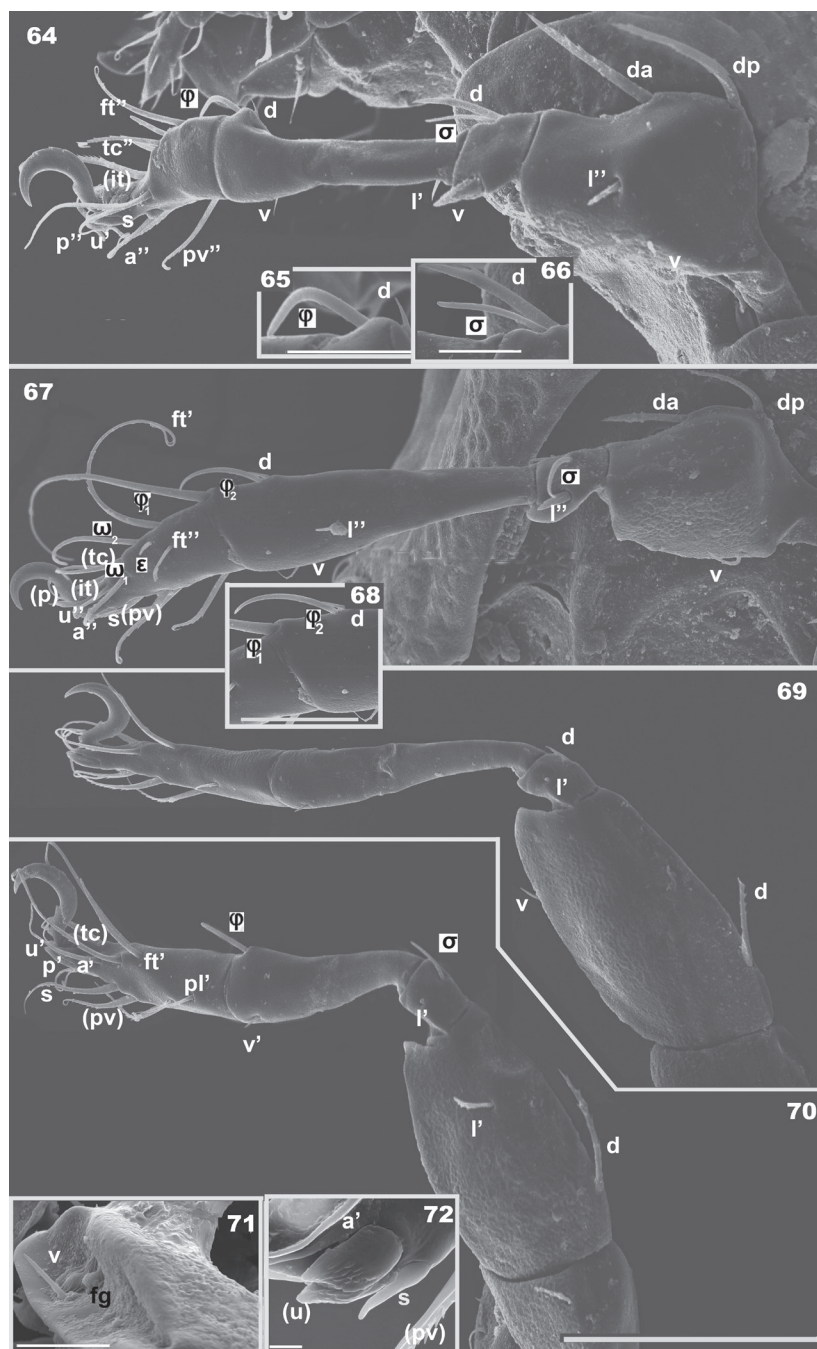 64
da
dp
φ
ft’’
d
d
σ
tc’’
(it)
l’’
l’
v
v
s
p’’
u’
a’’
pv’’
v
65
d
φ
66
d
σ
67
ft’
da
dp
d
φ2
φ1
σ
ω2
ft’’
l’’
l’’
(tc)
ω1
ε
v
v
(p)
(it)
u’’
s
(pv)
a’’
68
φ2
d
φ1
69
d
l’
v
d
φ
σ
(tc)
u’
p’
a’
ft’
s
pl’
(pv)
v’
l’
70
l’
d
71
v
fg
72
a’
(u)
s
(pv)